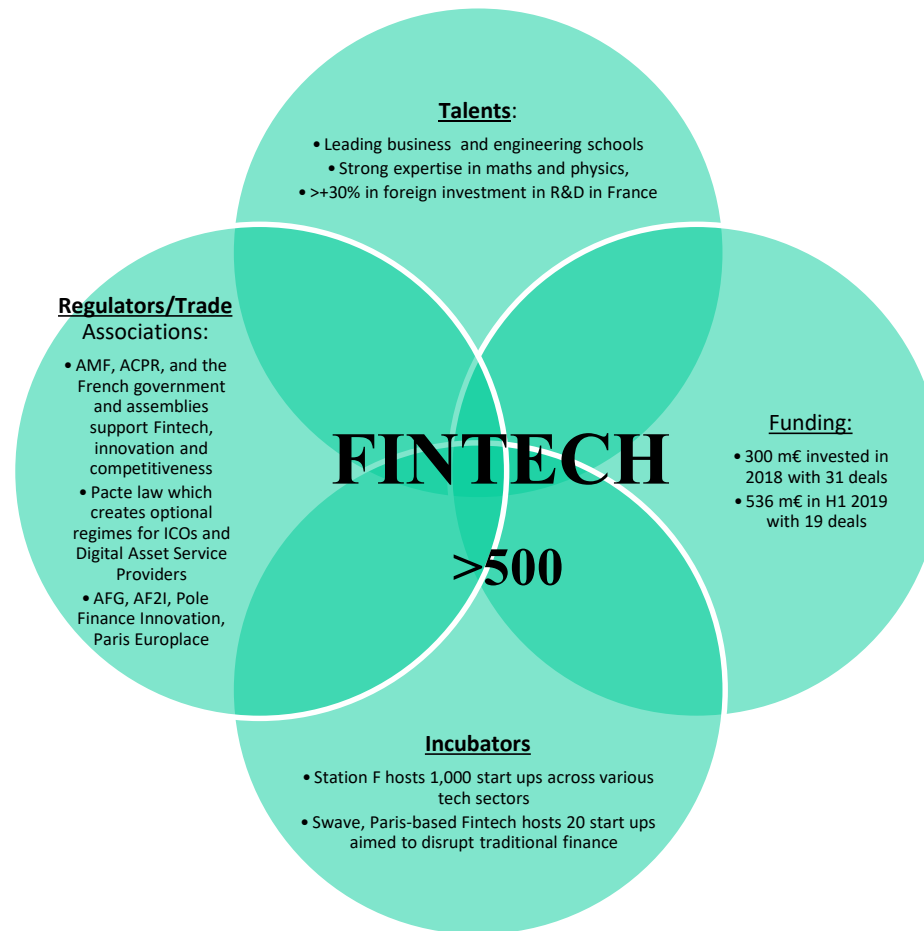 Talents:
• Leading business and engineering schools
• Strong expertise in maths and physics,
• >+30% in foreign investment in R&D in France
Regulators/Trade
Associations:
• AMF, ACPR, and the
French government
and assemblies
support Fintech,
innovation and
competitiveness
• Pacte law which
creates optional
regimes for ICOs and
Digital Asset Service
Providers
• AFG, AF2I, Pole
Finance Innovation,
Paris Europlace
FINTECH
>500
Funding:
• 300 m€ invested in
2018 with 31 deals
• 536 m€ in H1 2019
with 19 deals
Incubators
• Station F hosts 1,000 start ups across various
tech sectors
• Swave, Paris-based Fintech hosts 20 start ups
aimed to disrupt traditional finance